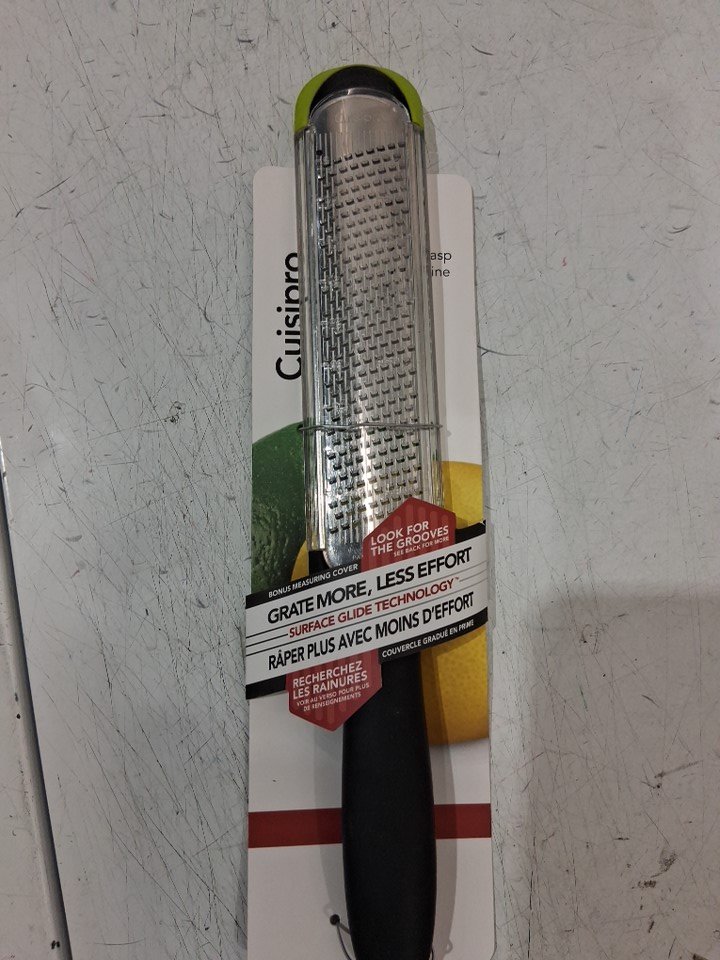 Cuisipro
asp
ine
LOOK FOR
THE GROOVES
SEE BACK FOR MORE
BONUS MEASURING COVER
GRATE MORE, LESS EFFORT
SURFACE GLIDE TECHNOLOGY™
RÂPER PLUS AVEC MOINS D'EFFORT
COUVERCLE GRADUÉ EN PRIME
RECHERCHEZ
LES RAINURES
VOIR AU VERSO POUR PLUS
DE RENSEIGNEMENTS